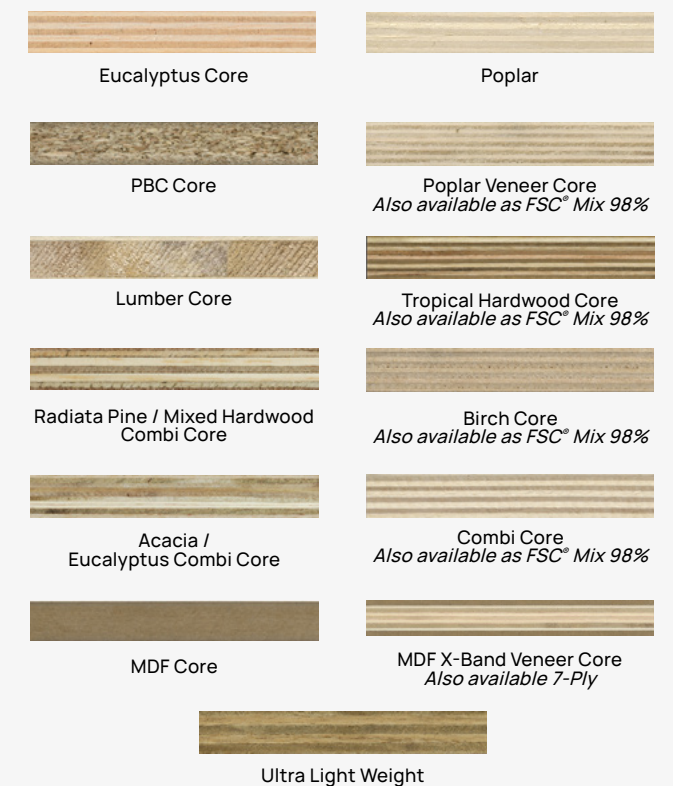 Eucalyptus Core
Poplar
PBC Core
Poplar Veneer Core
Also available as FSC® Mix 98%
Lumber Core
Tropical Hardwood Core
Also available as FSC® Mix 98%
Radiata Pine / Mixed Hardwood
Combi Core
Birch Core
Also available as FSC® Mix 98%
Acacia /
Eucalyptus Combi Core
Combi Core
Also available as FSC® Mix 98%
MDF Core
MDF X-Band Veneer Core
Also available 7-Ply
Ultra Light Weight